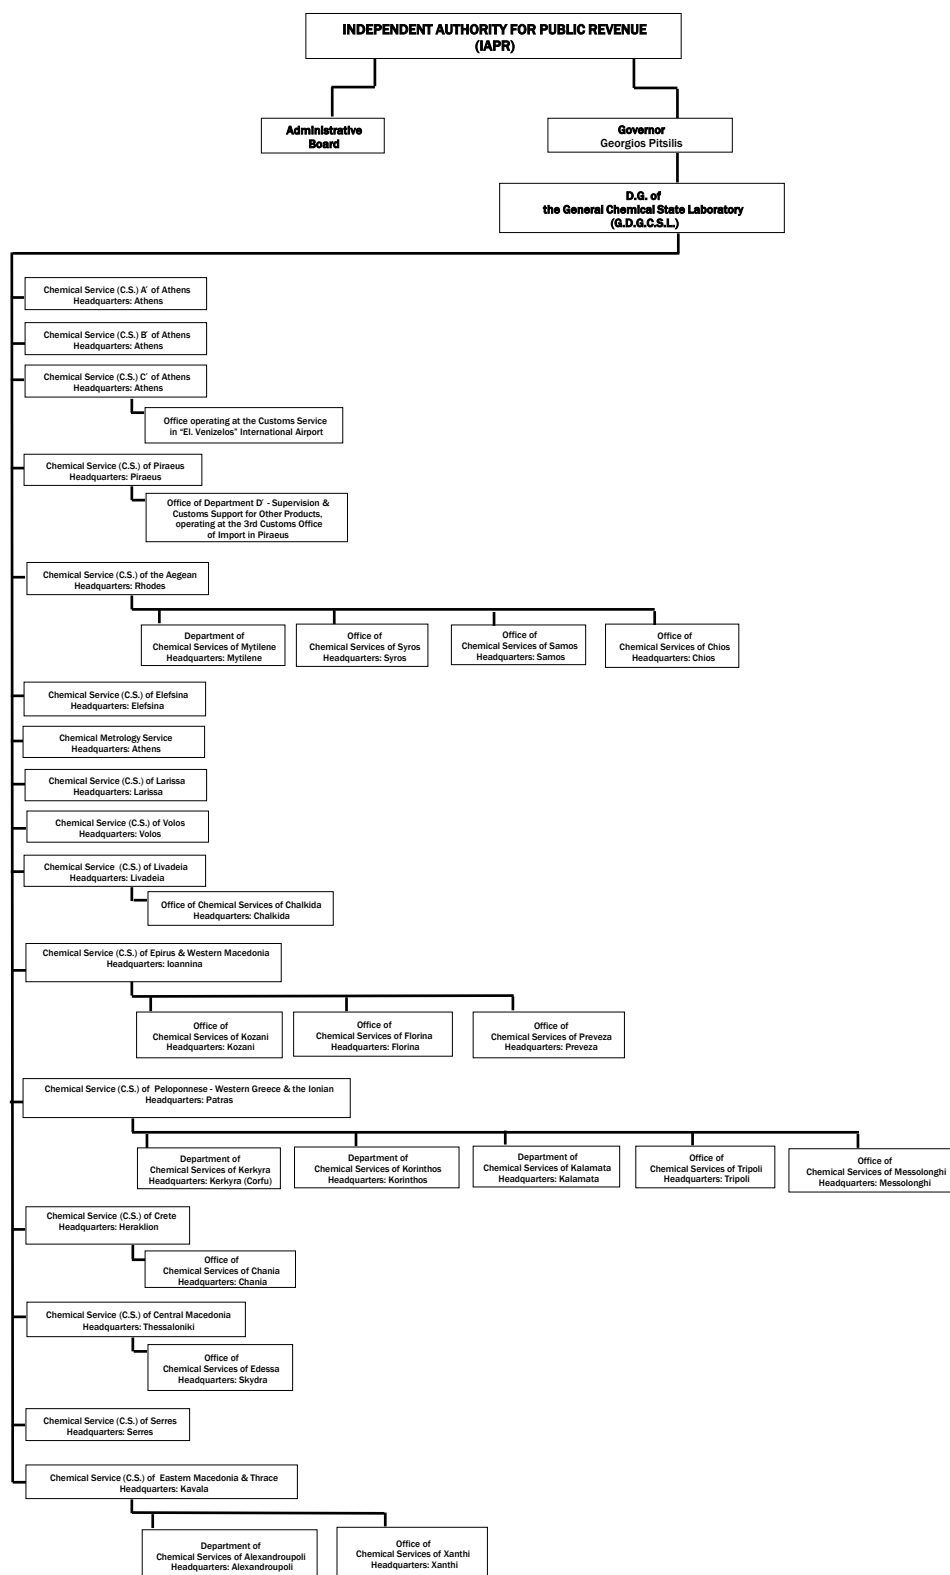 INDEPENDENT AUTHORITY FOR PUBLIC REVENUE
(IAPR)
Administrative
Board
Governor
Georgios Pitsilis
D.G. of
the General Chemical State Laboratory
(G.D.G.C.S.L.)
Chemical Service (C.S.) A΄ of Athens
Headquarters: Athens
Chemical Service (C.S.) B΄ of Athens
Headquarters: Athens
Chemical Service (C.S.) C΄ of Athens
Headquarters: Athens
Office operating at the Customs Service
in "El. Venizelos" International Airport
Chemical Service (C.S.) of Piraeus
Headquarters: Piraeus
Office of Department D΄ - Supervision &
Customs Support for Other Products,
operating at the 3rd Customs Office
of Import in Piraeus
Chemical Service (C.S.) of the Aegean
Headquarters: Rhodes
Department of
Chemical Services of Mytilene
Headquarters: Mytilene
Office of
Chemical Services of Syros
Headquarters: Syros
Office of
Chemical Services of Samos
Headquarters: Samos
Office of
Chemical Services of Chios
Headquarters: Chios
Chemical Service (C.S.) of Elefsina
Headquarters: Elefsina
Chemical Metrology Service
Headquarters: Athens
Chemical Service (C.S.) of Larissa
Headquarters: Larissa
Chemical Service (C.S.) of Volos
Headquarters: Volos
Chemical Service (C.S.) of Livadeia
Headquarters: Livadeia
Office of Chemical Services of Chalkida
Headquarters: Chalkida
Chemical Service (C.S.) of Epirus & Western Macedonia
Headquarters: Ioannina
Office of
Chemical Services of Kozani
Headquarters: Kozani
Office of
Chemical Services of Florina
Headquarters: Florina
Office of
Chemical Services of Preveza
Headquarters: Preveza
Chemical Service (C.S.) of Peloponnese - Western Greece & the Ionian
Headquarters: Patras
Department of
Chemical Services of Kerkyra
Headquarters: Kerkyra (Corfu)
Department of
Chemical Services of Korinthos
Headquarters: Korinthos
Department of
Chemical Services of Kalamata
Headquarters: Kalamata
Office of
Chemical Services of Tripoli
Headquarters: Tripoli
Office of
Chemical Services of Messolonghi
Headquarters: Messolonghi
Chemical Service (C.S.) of Crete
Headquarters: Heraklion
Office of
Chemical Services of Chania
Headquarters: Chania
Chemical Service (C.S.) of Central Macedonia
Headquarters: Thessaloniki
Office of
Chemical Services of Edessa
Headquarters: Skydra
Chemical Service (C.S.) of Serres
Headquarters: Serres
Chemical Service (C.S.) of Eastern Macedonia & Thrace
Headquarters: Kavala
Department of
Chemical Services of Alexandroupoli
Headquarters: Alexandroupoli
Office of
Chemical Services of Xanthi
Headquarters: Xanthi